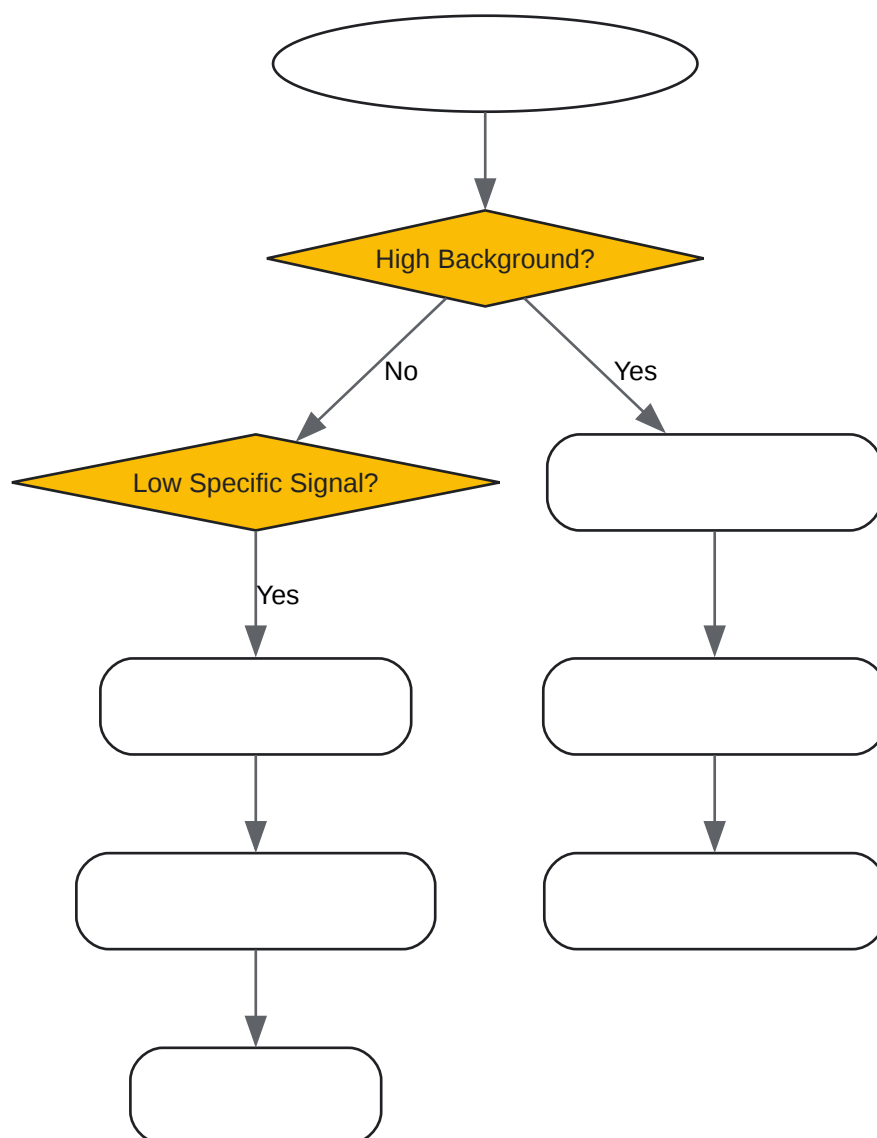 High Background?
No
Yes
Low Specific Signal?
Yes